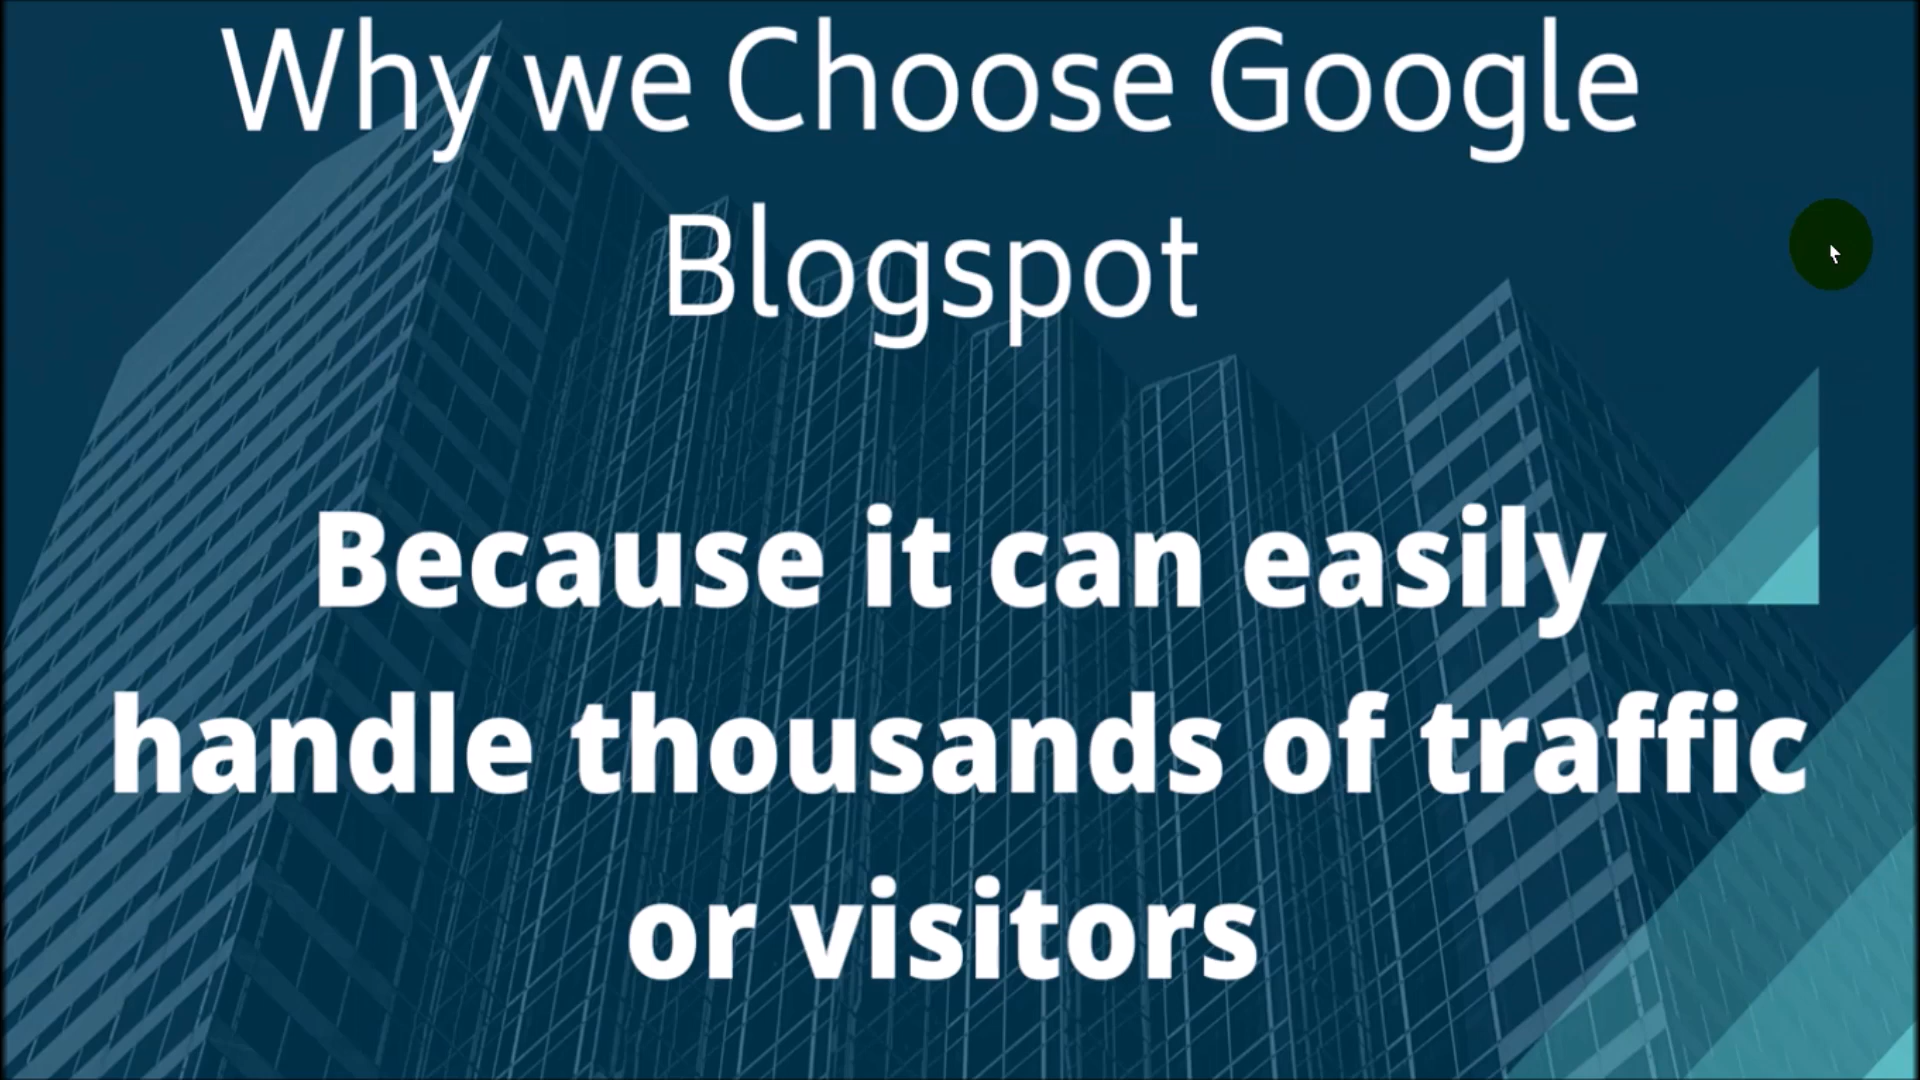 Why we Choose Google
Blogspot
Because it can easily
handle thousands of traffic
or visitors